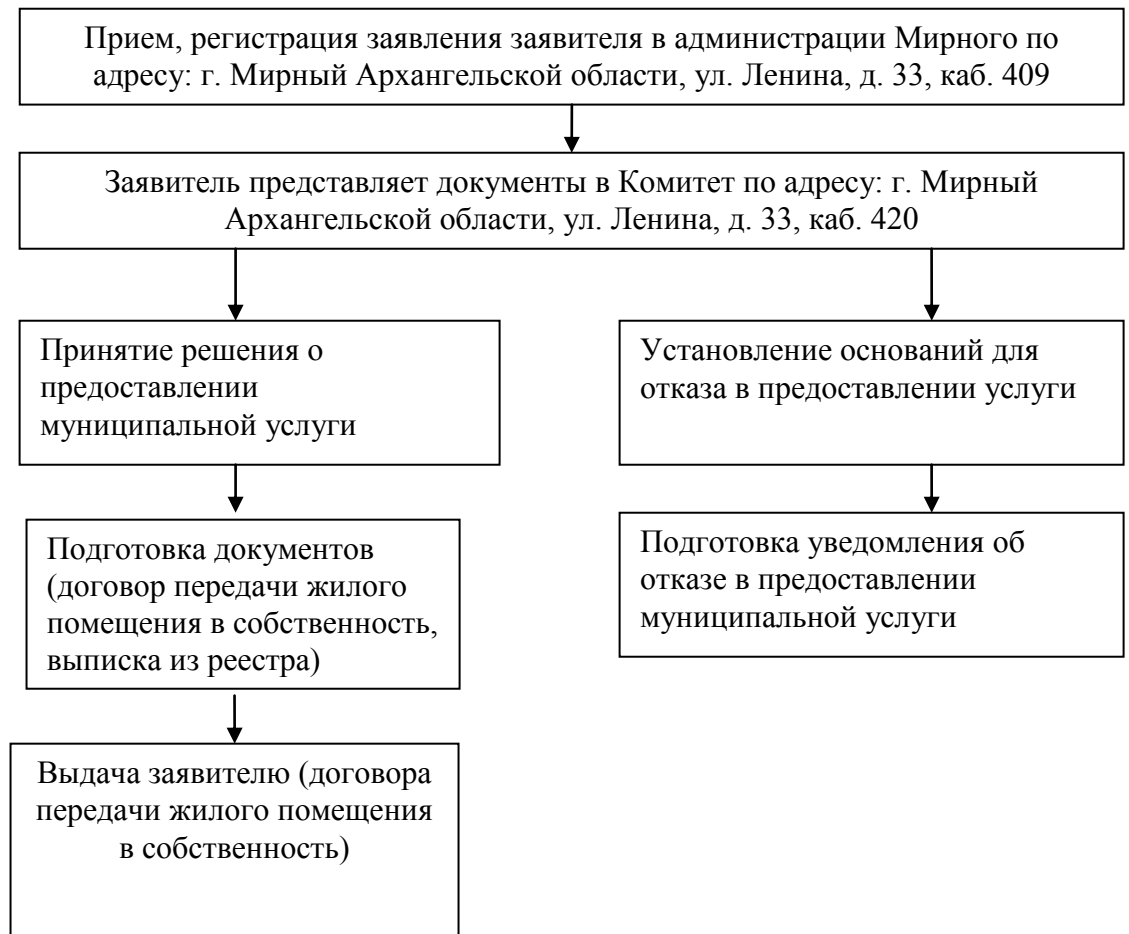 Прием, регистрация заявления заявителя в администрации Мирного по
адресу: г. Мирный Архангельской области, ул. Ленина, д. 33, каб. 409
Заявитель представляет документы в Комитет по адресу: г. Мирный
Архангельской области, ул. Ленина, д. 33, каб. 420
Принятие решения о
предоставлении
муниципальной услуги
Установление оснований для
отказа в предоставлении услуги
Подготовка документов
(договор передачи жилого
помещения в собственность,
выписка из реестра)
Подготовка уведомления об
отказе в предоставлении
муниципальной услуги
Выдача заявителю (договора
передачи жилого помещения
в собственность)